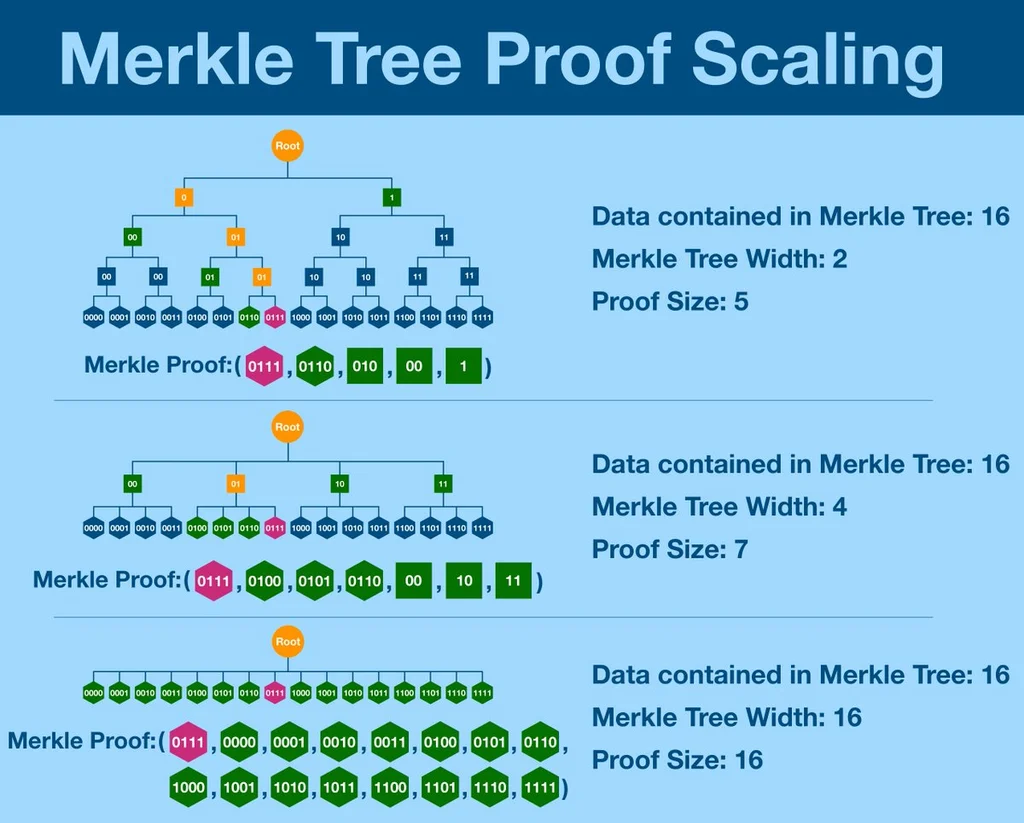 Merkle Tree Proof Scaling
Root
0 1
00 01 10 11
00 00 01 01 10 10 11 11
0000 0001 0010 0011 0100 0101 0110 0111 1000 1001 1010 1011 1100 1101 1110 1111
Merkle Proof:( 0111 , 0110 , 010 , 00 , 1 )
Data contained in Merkle Tree: 16
Merkle Tree Width: 2
Proof Size: 5
Root
00 01 10 11
0000 0001 0010 0011 0100 0101 0110 0111 1000 1001 1010 1011 1100 1101 1110 1111
Merkle Proof:( 0111 , 0100 , 0101 , 0110 , 00 , 10 , 11 )
Data contained in Merkle Tree: 16
Merkle Tree Width: 4
Proof Size: 7
Root
0000 0001 0010 0011 0100 0101 0110 0111 1000 1001 1010 1011 1100 1101 1110 1111
Merkle Proof:( 0111 , 0000 , 0001 , 0010 , 0011 , 0100 , 0101 , 0110 ,
1000 , 1001 , 1010 , 1011 , 1100 , 1101 , 1110 , 1111 )
Data contained in Merkle Tree: 16
Merkle Tree Width: 16
Proof Size: 16